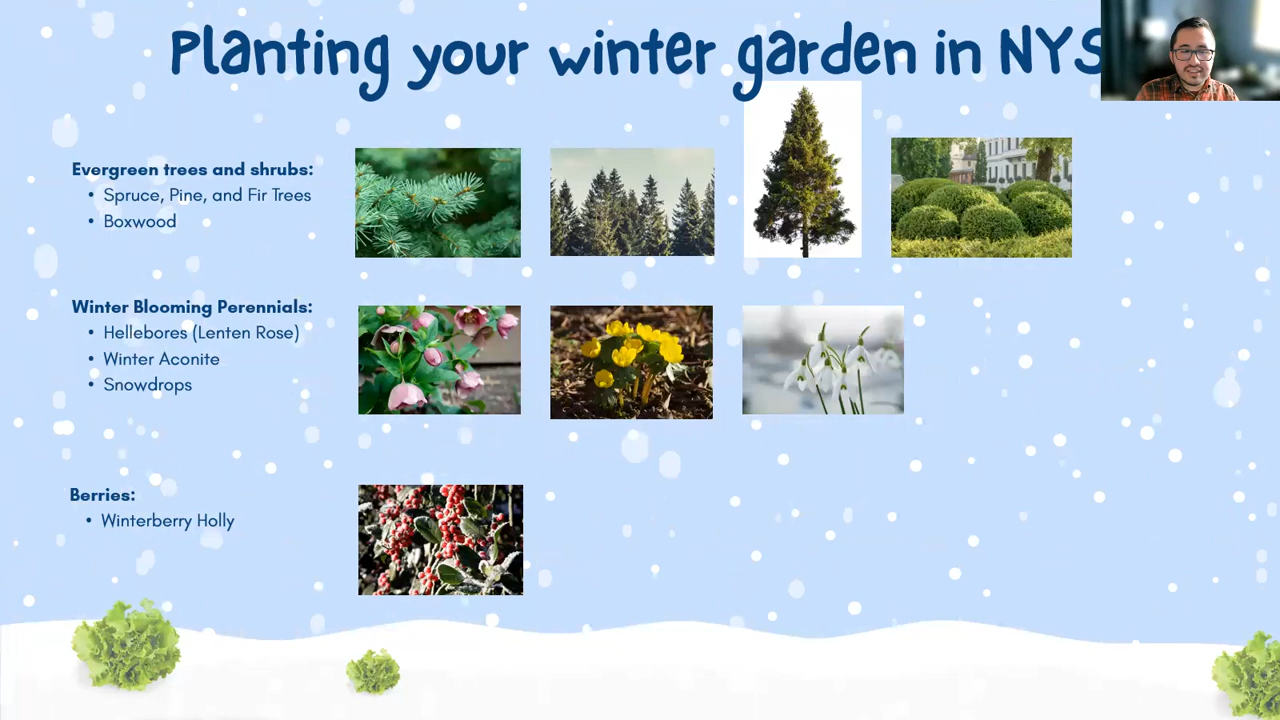 Planting your winter garden in NYS
Evergreen trees and shrubs:
• Spruce, Pine, and Fir Trees
• Boxwood
Winter Blooming Perennials:
• Hellebores (Lenten Rose)
• Winter Aconite
• Snowdrops
Berries:
• Winterberry Holly